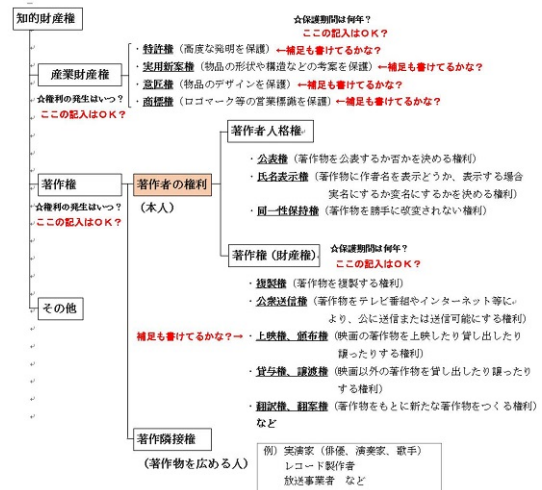 知的財産権
☆保護期間は何年?
ここの記入はOK?
・特許権(高度な発明を保護)←補足も書けてるかな?
・実用新案権(物品の形状や構造などの考案を保護)←補足も書けてるかな?
産業財産権
・意匠権(物品のデザインを保護)←補足も書けてるかな?
・商標権(ロゴマーク等の営業標識を保護)←補足も書けてるかな?
☆権利の発生はいつ?
ここの記入はOK?
著作者人格権
・公表権(著作物を公表するか否かを決める権利)
著作権
著作者の権利
・氏名表示権(著作物に作者名を表示どうか、表示する場合
実名にするか変名にするかを決める権利)
☆権利の発生はいつ?
ここの記入はOK?
(本人)
・同一性保持権(著作物を勝手に改変されない権利)
著作権(財産権)
☆保護期間は何年?
ここの記入はOK?
・複製権(著作物を複製する権利)
・公衆送信権(著作物をテレビ番組やインターネット等に
より、公に送信または送信可能にする権利)
その他
補足も書けてるかな?→
・上映権、頒布権(映画の著作物を上映したり貸し出したり
譲ったりする権利)
・貸与権、譲渡権(映画以外の著作物を貸し出したり譲ったり
する権利)
・翻訳権、翻案権(著作物をもとに新たな著作物をつくる権利)
など
著作隣接権
(著作物を広める人)
例)実演家(俳優、演奏家、歌手)
レコード製作者
放送事業者 など